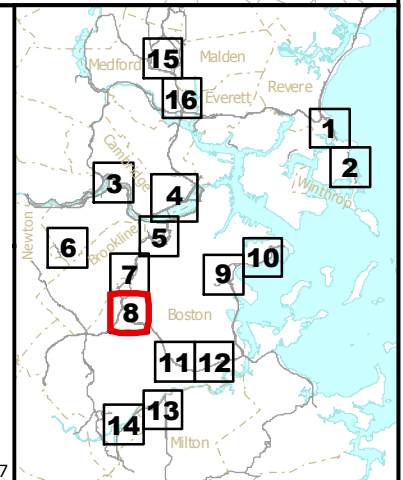 15
Medford
Malden
16
Everett
Revere
1
Cambridge
2
3
4
Winthrop
Newton
6
Brookline
5
7
9
10
8
Boston
11
12
13
14
Milton
7